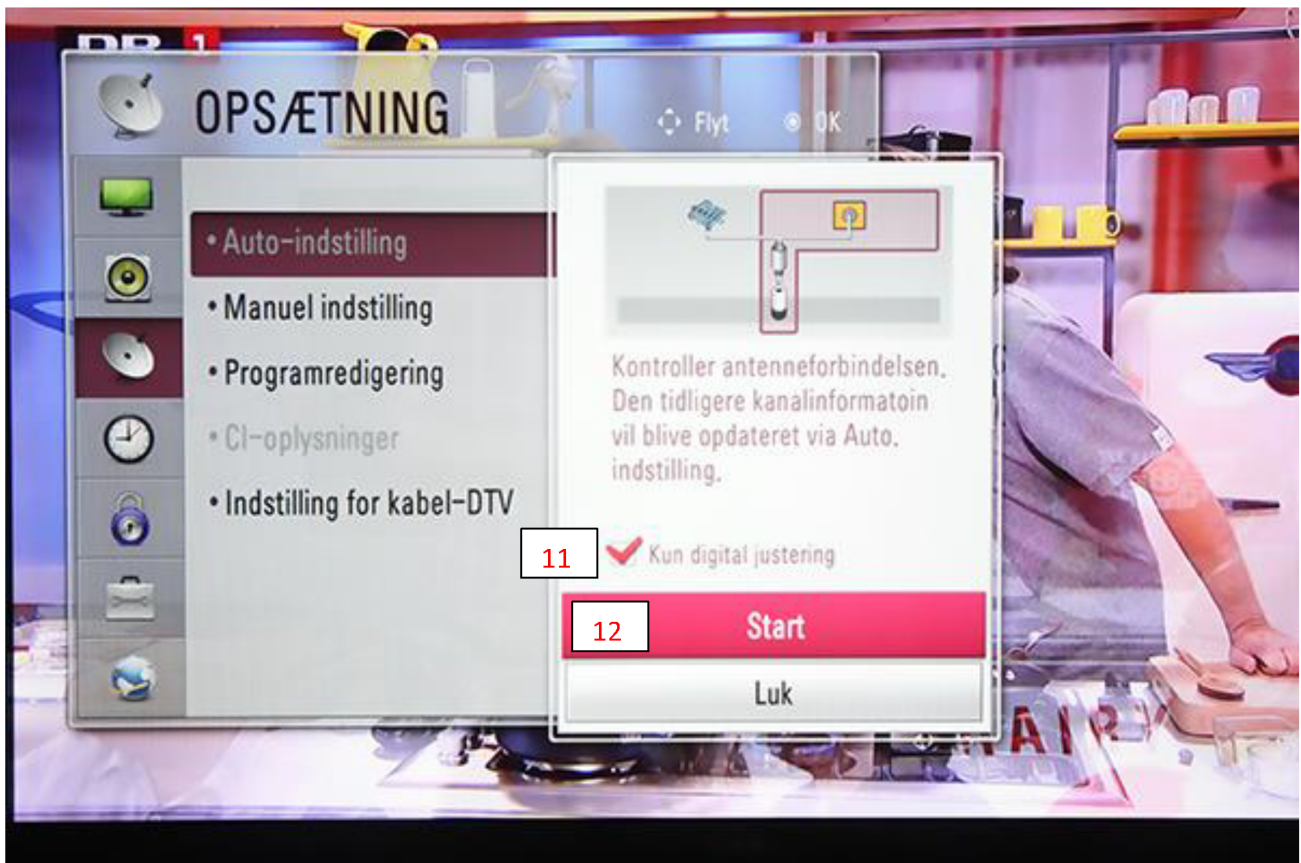 DR 1
OPSÆTNING
Flyt OK
• Auto-indstilling
• Manuel indstilling
• Programredigering
• CI-oplysninger
• Indstilling for kabel-DTV
Kontroller antenneforbindelsen.
Den tidligere kanalinformatoin
vil blive opdateret via Auto.
indstilling.
11 Kun digital justering
12 Start
Luk